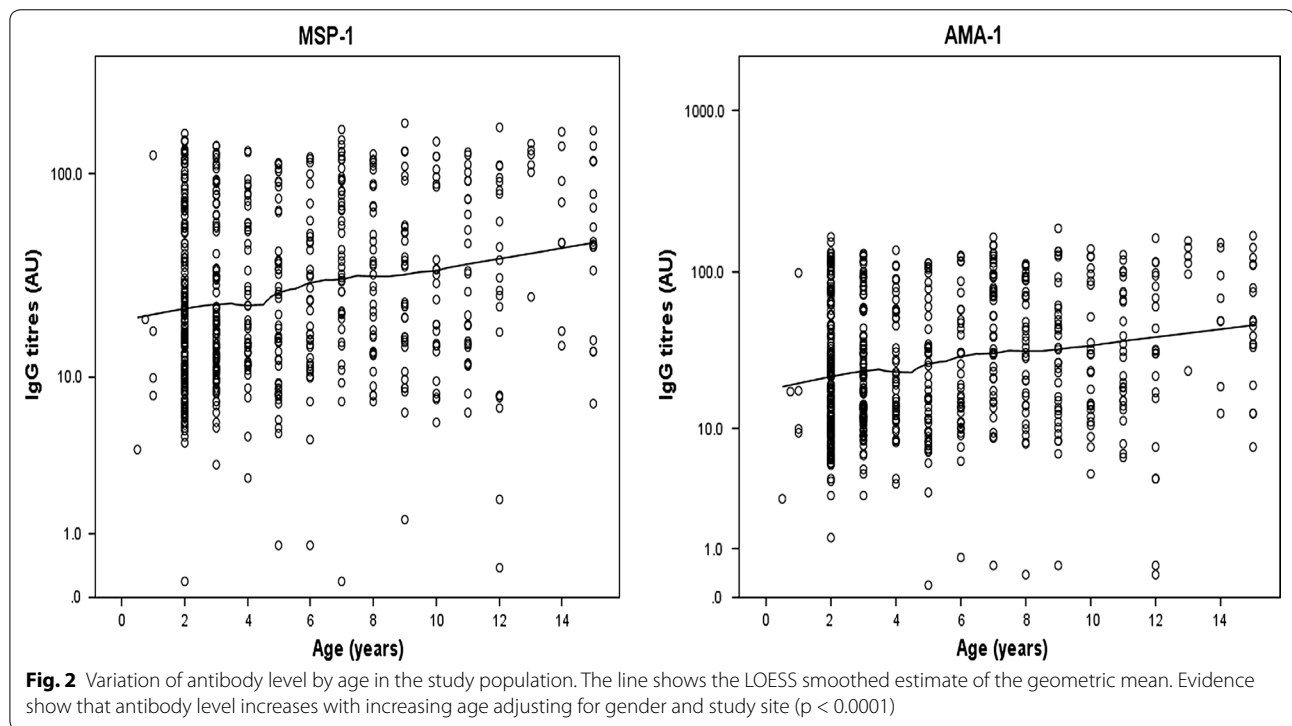 MSP-1
AMA-1
IgG titres (AU)
100.0
10.0
1.0
.0
0 2 4 6 8 10 12 14
Age (years)
IgG titres (AU)
1000.0
100.0
10.0
1.0
.0
0 2 4 6 8 10 12 14
Age (years)
Fig. 2 Variation of antibody level by age in the study population. The line shows the LOESS smoothed estimate of the geometric mean. Evidence
show that antibody level increases with increasing age adjusting for gender and study site (p < 0.0001)